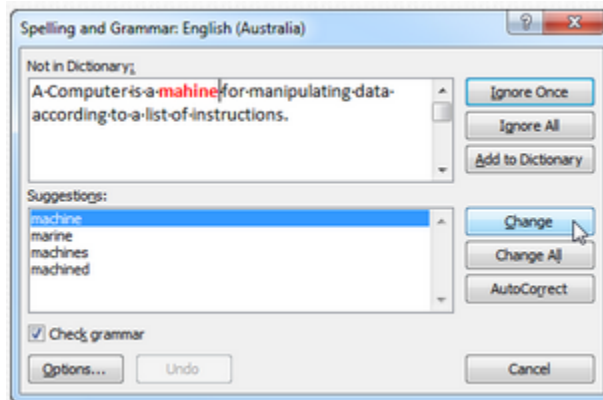 Spelling and Grammar: English (Australia)
Not in Dictionary:
A·Computer·is·a·mahine·for·manipulating·data·
according·to·a·list·of·instructions.
Ignore Once
Ignore All
Add to Dictionary
Suggestions:
machine
marine
machines
machined
Change
Change All
AutoCorrect
Check grammar
Options...
Undo
Cancel